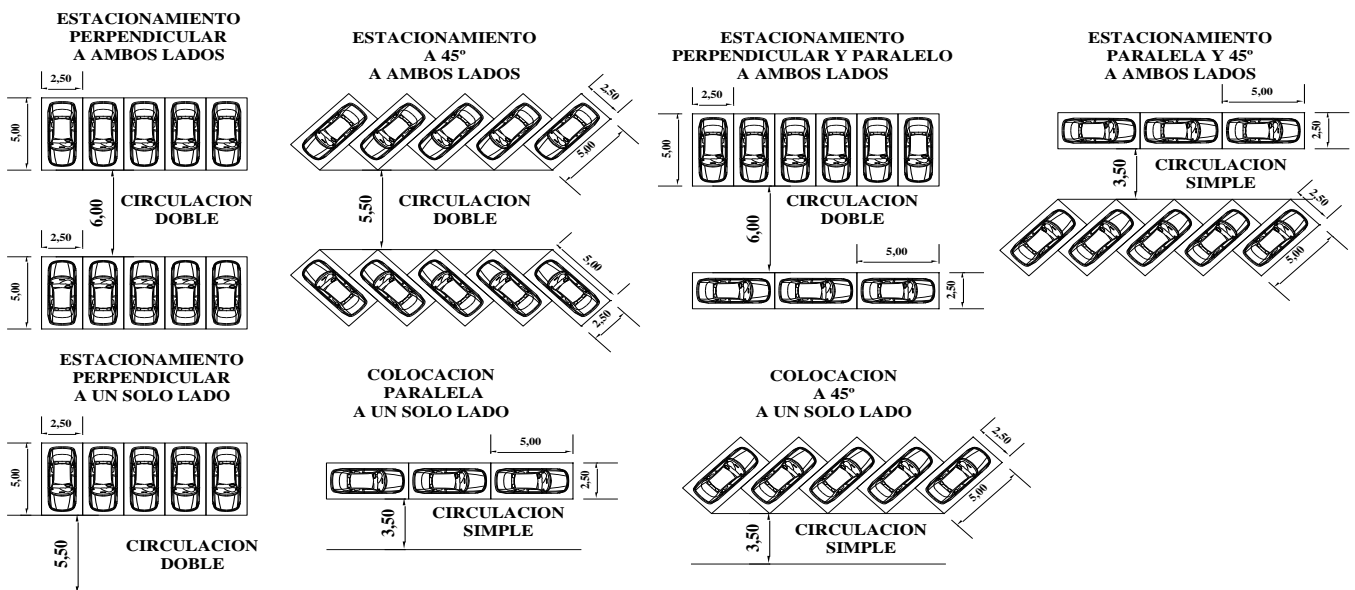 ESTACIONAMIENTO
PERPENDICULAR
A AMBOS LADOS
2,50
5,00
6,00
CIRCULACION
DOBLE
2,50
5,00
ESTACIONAMIENTO
A 45º
A AMBOS LADOS
2,50
5,00
5,50
CIRCULACION
DOBLE
5,00
2,50
ESTACIONAMIENTO
PERPENDICULAR Y PARALELO
A AMBOS LADOS
2,50
5,00
CIRCULACION
DOBLE
6,00
5,00
2,50
ESTACIONAMIENTO
PARALELA Y 45º
A AMBOS LADOS
5,00
2,50
3,50
CIRCULACION
SIMPLE
2,50
5,00
ESTACIONAMIENTO
PERPENDICULAR
A UN SOLO LADO
2,50
5,00
5,50
CIRCULACION
DOBLE
COLOCACION
PARALELA
A UN SOLO LADO
5,00
2,50
3,50
CIRCULACION
SIMPLE
COLOCACION
A 45º
A UN SOLO LADO
2,50
5,00
3,50
CIRCULACION
SIMPLE